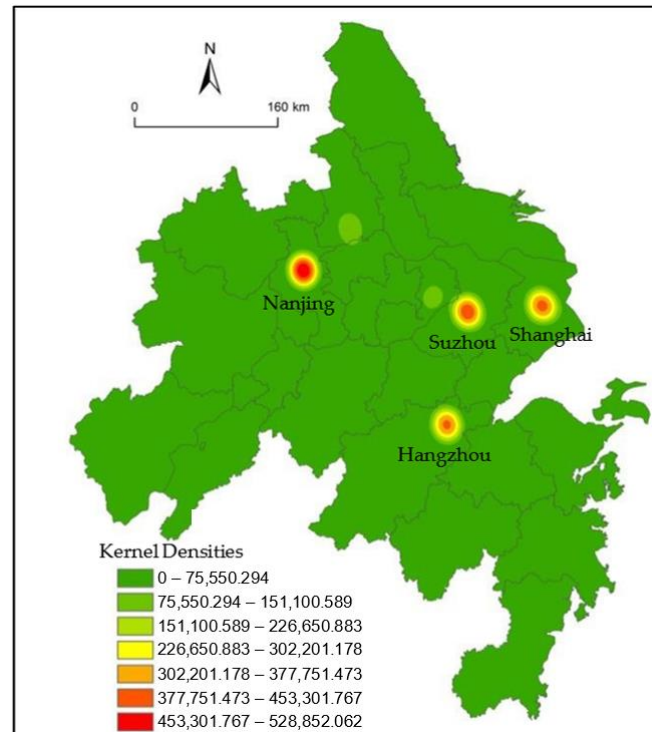 N
0 160 km
Nanjing
Suzhou
Shanghai
Hangzhou
Kernel Densities
0 – 75,550.294
75,550.294 – 151,100.589
151,100.589 – 226,650.883
226,650.883 – 302,201.178
302,201.178 – 377,751.473
377,751.473 – 453,301.767
453,301.767 – 528,852.062